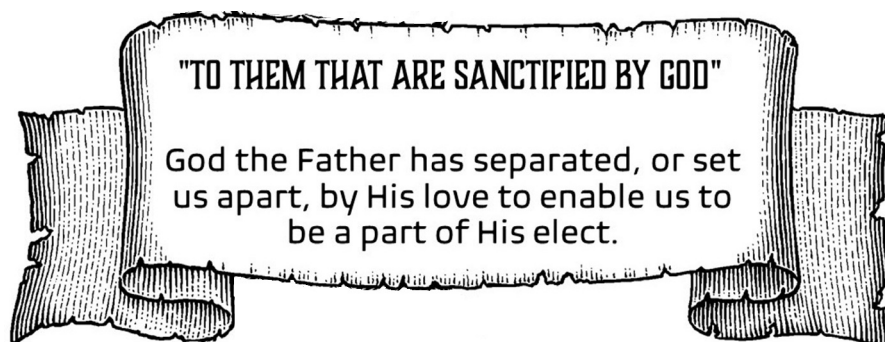 "TO THEM THAT ARE SANCTIFIED BY GOD"
God the Father has separated, or set
us apart, by His love to enable us to
be a part of His elect.